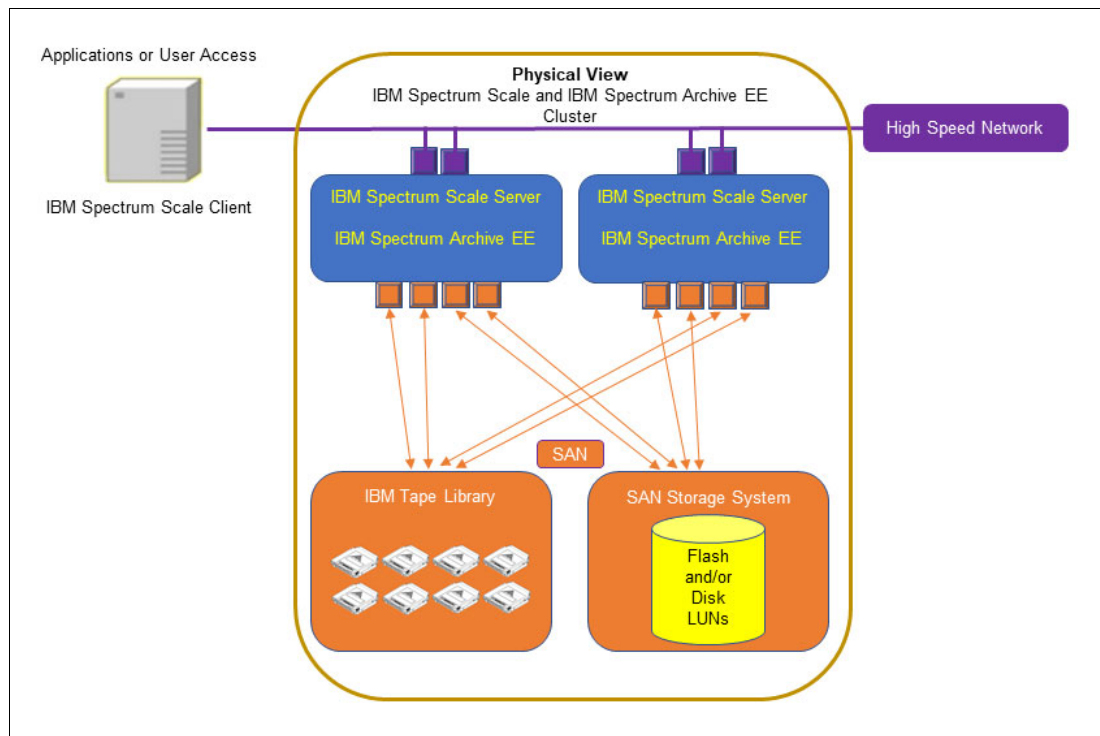 Applications or User Access
IBM Spectrum Scale Client
Physical View
IBM Spectrum Scale and IBM Spectrum Archive EE
Cluster
High Speed Network
IBM Spectrum Scale Server
IBM Spectrum Archive EE
IBM Spectrum Scale Server
IBM Spectrum Archive EE
SAN
IBM Tape Library
SAN Storage System
Flash
and/or
Disk
LUNs